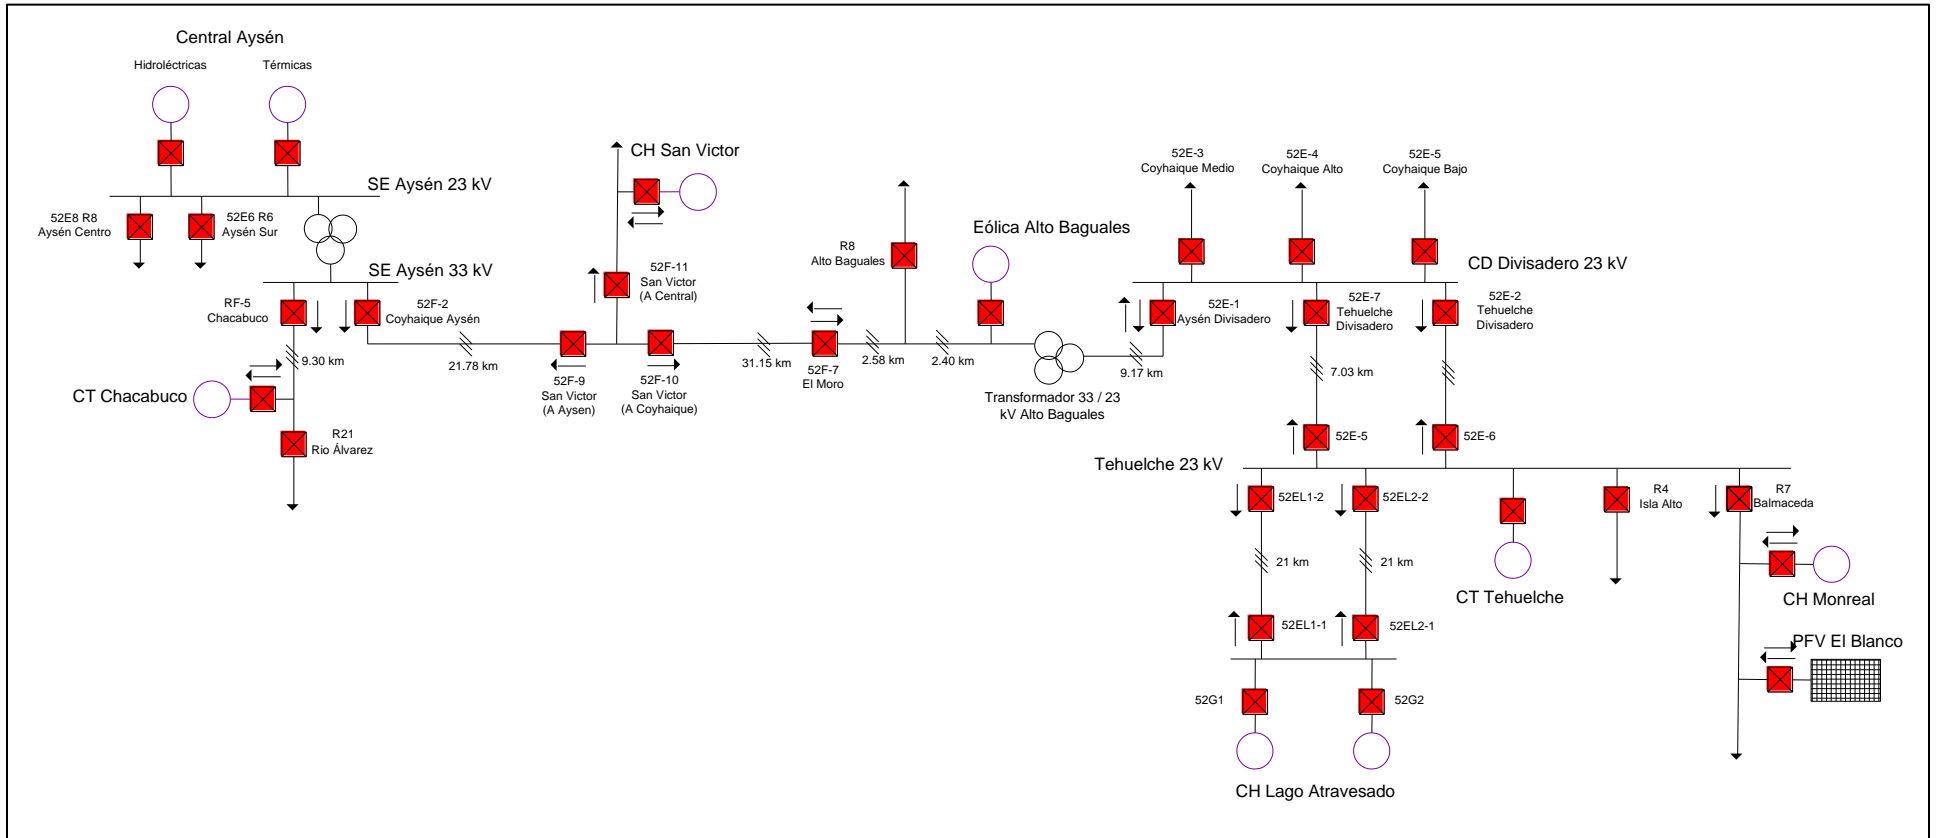 Central Aysén
Hidroléctricas
Térmicas
SE Aysén 23 kV
52E8 R8
Aysén Centro
52E6 R6
Aysén Sur
SE Aysén 33 kV
RF-5
Chacabuco
52F-2
Coyhaique Aysén
9.30 km
CT Chacabuco
R21
Rio Álvarez
21.78 km
CH San Victor
52F-11
San Victor
(A Central)
52F-9
San Victor
(A Aysen)
52F-10
San Victor
(A Coyhaique)
31.15 km
52F-7
El Moro
R8
Alto Baguales
2.58 km
2.40 km
Eólica Alto Baguales
Transformador 33 / 23
kV Alto Baguales
9.17 km
52E-3
Coyhaique Medio
52E-4
Coyhaique Alto
52E-5
Coyhaique Bajo
CD Divisadero 23 kV
52E-1
Aysén Divisadero
52E-7
Tehuelche
Divisadero
52E-2
Tehuelche
Divisadero
7.03 km
52E-5
52E-6
Tehuelche 23 kV
52EL1-2
52EL2-2
R4
Isla Alto
R7
Balmaceda
21 km
21 km
CT Tehuelche
CH Monreal
52EL1-1
52EL2-1
PFV El Blanco
52G1
52G2
CH Lago Atravesado